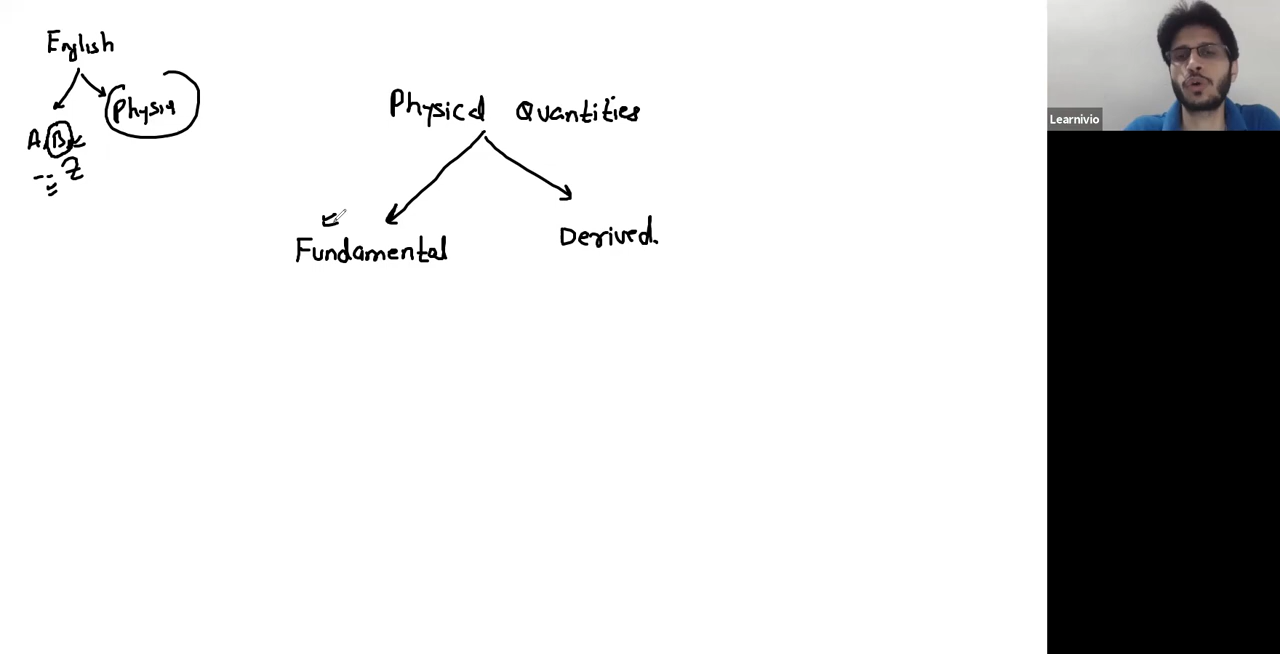 English
Physics
A, B, c
-- Z
Physical Quantities
Fundamental
Derived.
Learnivio